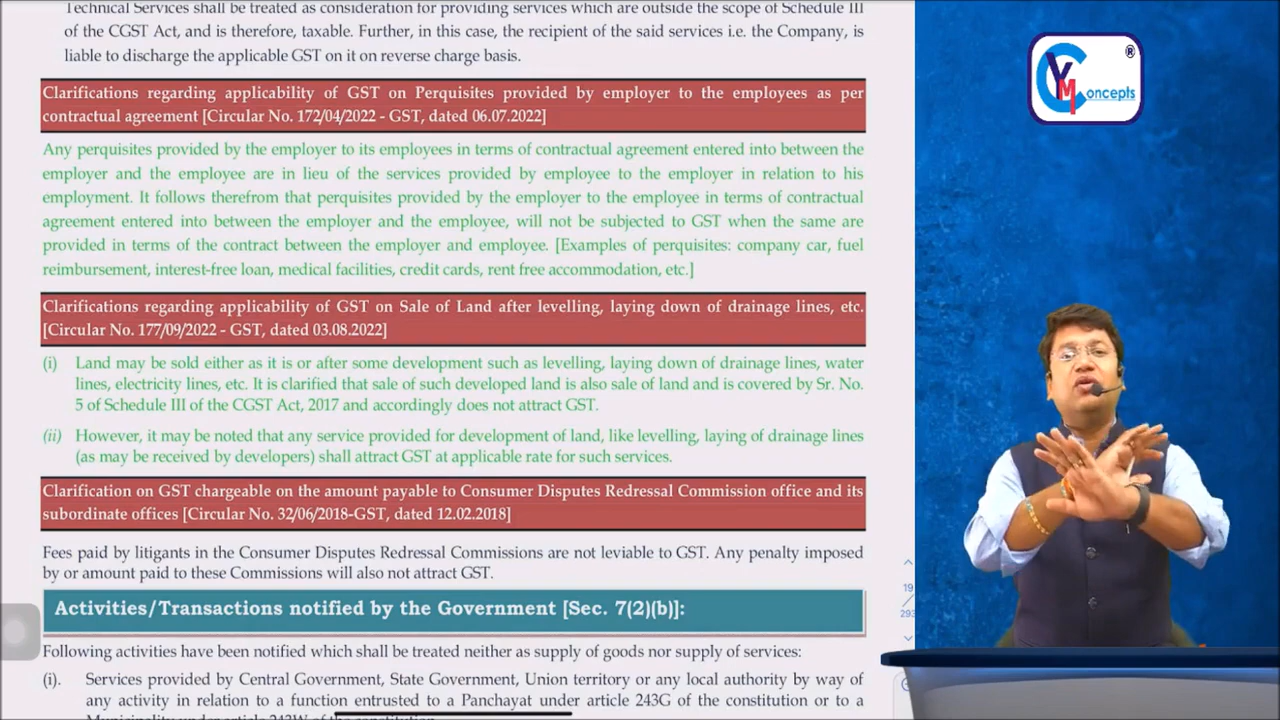 Technical Services shall be treated as consideration for providing services which are outside the scope of Schedule III
of the CGST Act, and is therefore, taxable. Further, in this case, the recipient of the said services i.e. the Company, is
liable to discharge the applicable GST on it on reverse charge basis.
Clarifications regarding applicability of GST on Perquisites provided by employer to the employees as per
contractual agreement [Circular No. 172/04/2022 - GST, dated 06.07.2022]
Any perquisites provided by the employer to its employees in terms of contractual agreement entered into between the
employer and the employee are in lieu of the services provided by employee to the employer in relation to his
employment. It follows therefrom that perquisites provided by the employer to the employee in terms of contractual
agreement entered into between the employer and the employee, will not be subjected to GST when the same are
provided in terms of the contract between the employer and employee. [Examples of perquisites: company car, fuel
reimbursement, interest-free loan, medical facilities, credit cards, rent free accommodation, etc.]
Clarifications regarding applicability of GST on Sale of Land after levelling, laying down of drainage lines, etc.
[Circular No. 177/09/2022 - GST, dated 03.08.2022]
(i) Land may be sold either as it is or after some development such as levelling, laying down of drainage lines, water
lines, electricity lines, etc. It is clarified that sale of such developed land is also sale of land and is covered by Sr. No.
5 of Schedule III of the CGST Act, 2017 and accordingly does not attract GST.
(ii) However, it may be noted that any service provided for development of land, like levelling, laying of drainage lines
(as may be received by developers) shall attract GST at applicable rate for such services.
Clarification on GST chargeable on the amount payable to Consumer Disputes Redressal Commission office and its
subordinate offices [Circular No. 32/06/2018-GST, dated 12.02.2018]
Fees paid by litigants in the Consumer Disputes Redressal Commissions are not leviable to GST. Any penalty imposed
by or amount paid to these Commissions will also not attract GST.
Activities/Transactions notified by the Government [Sec. 7(2)(b)]:
Following activities have been notified which shall be treated neither as supply of goods nor supply of services:
(i). Services provided by Central Government, State Government, Union territory or any local authority by way of
any activity in relation to a function entrusted to a Panchayat under article 243G of the constitution or to a
Municipality under article 243W of the constitution.
19
293
VM Concepts ®